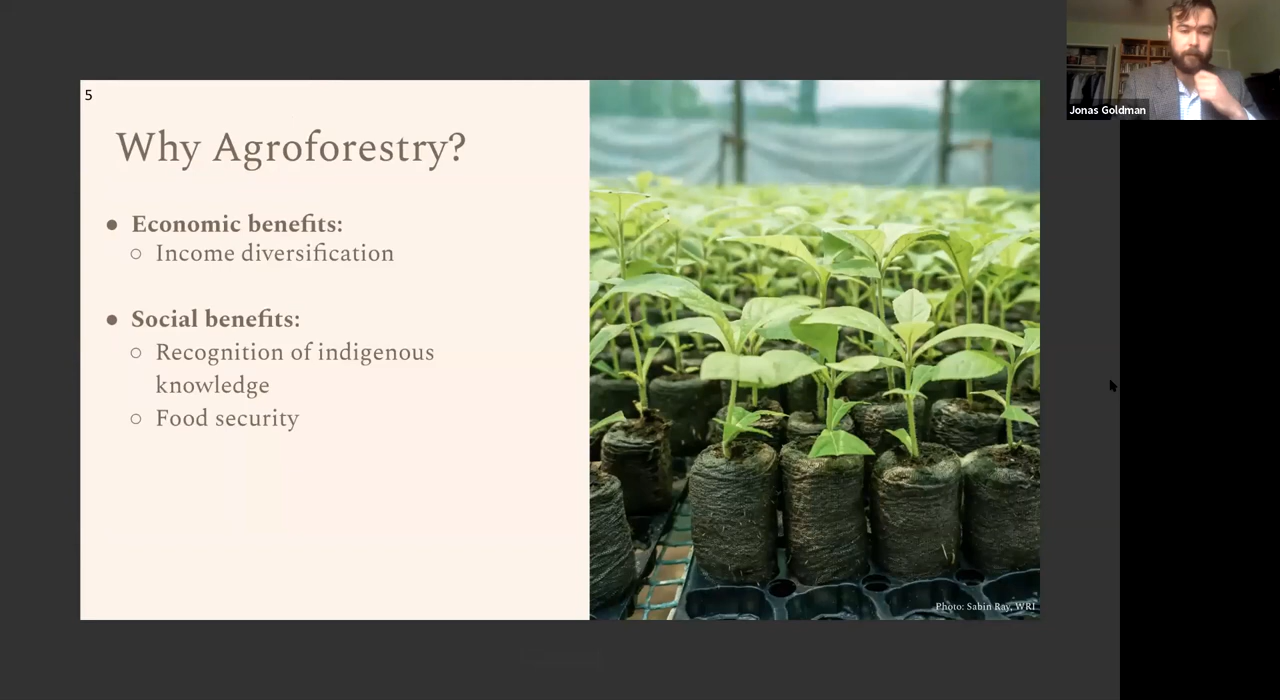 5
Why Agroforestry?
● Economic benefits:
○ Income diversification
● Social benefits:
○ Recognition of indigenous
knowledge
○ Food security
Photo: Sabin Ray, WRI
Jonas Goldman